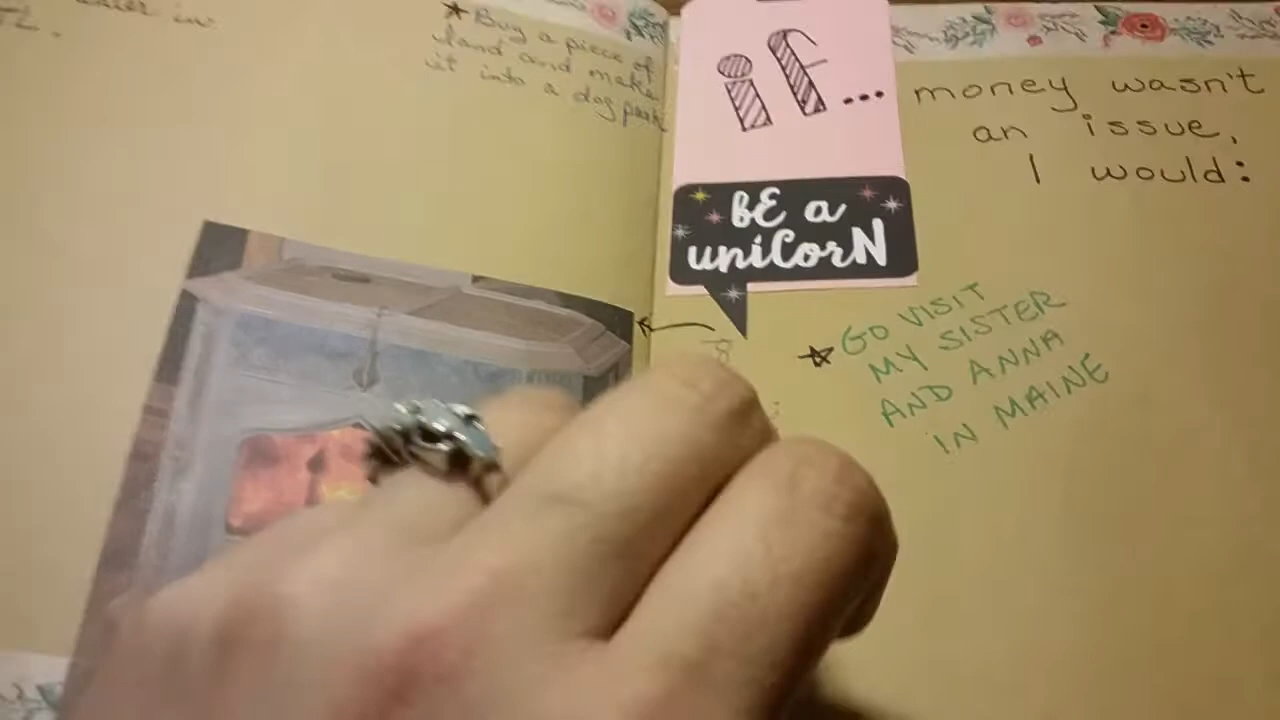 ★ Buy a piece of
land and make
it into a dog park
if...
BE a
uniCorN
money wasn't
an issue,
I would:
GO VISIT
MY SISTER
AND ANNA
IN MAINE